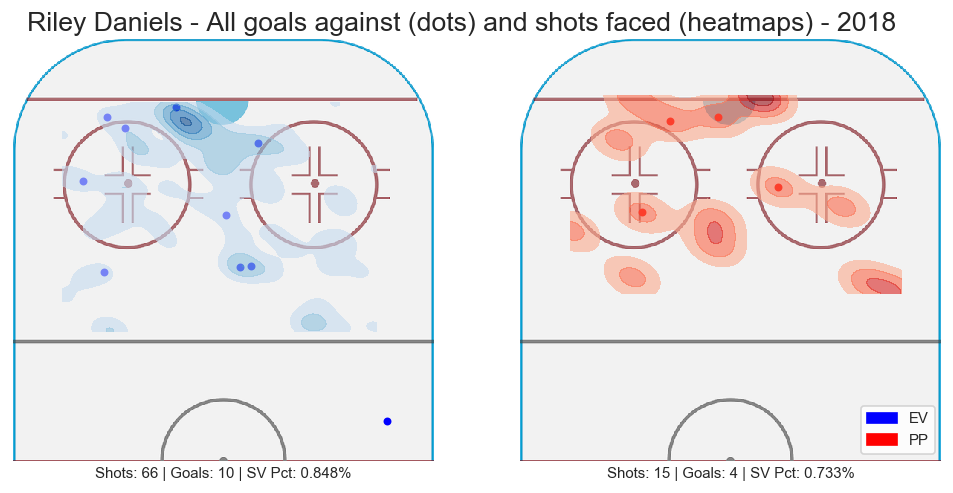 Riley Daniels - All goals against (dots) and shots faced (heatmaps) - 2018
EV
PP
Shots: 66 | Goals: 10 | SV Pct: 0.848%
Shots: 15 | Goals: 4 | SV Pct: 0.733%